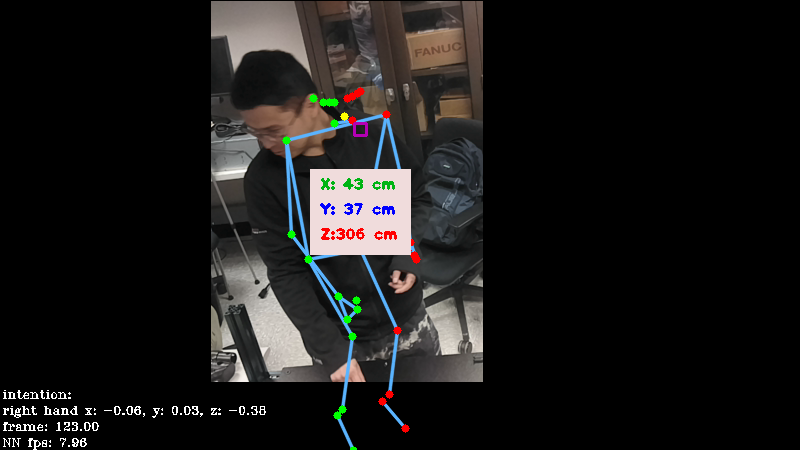 FANUC
X: 43 cm
Y: 37 cm
Z:306 cm
intention:
right hand x: -0.06, y: 0.03, z: -0.38
frame: 123.00
NN fps: 7.96